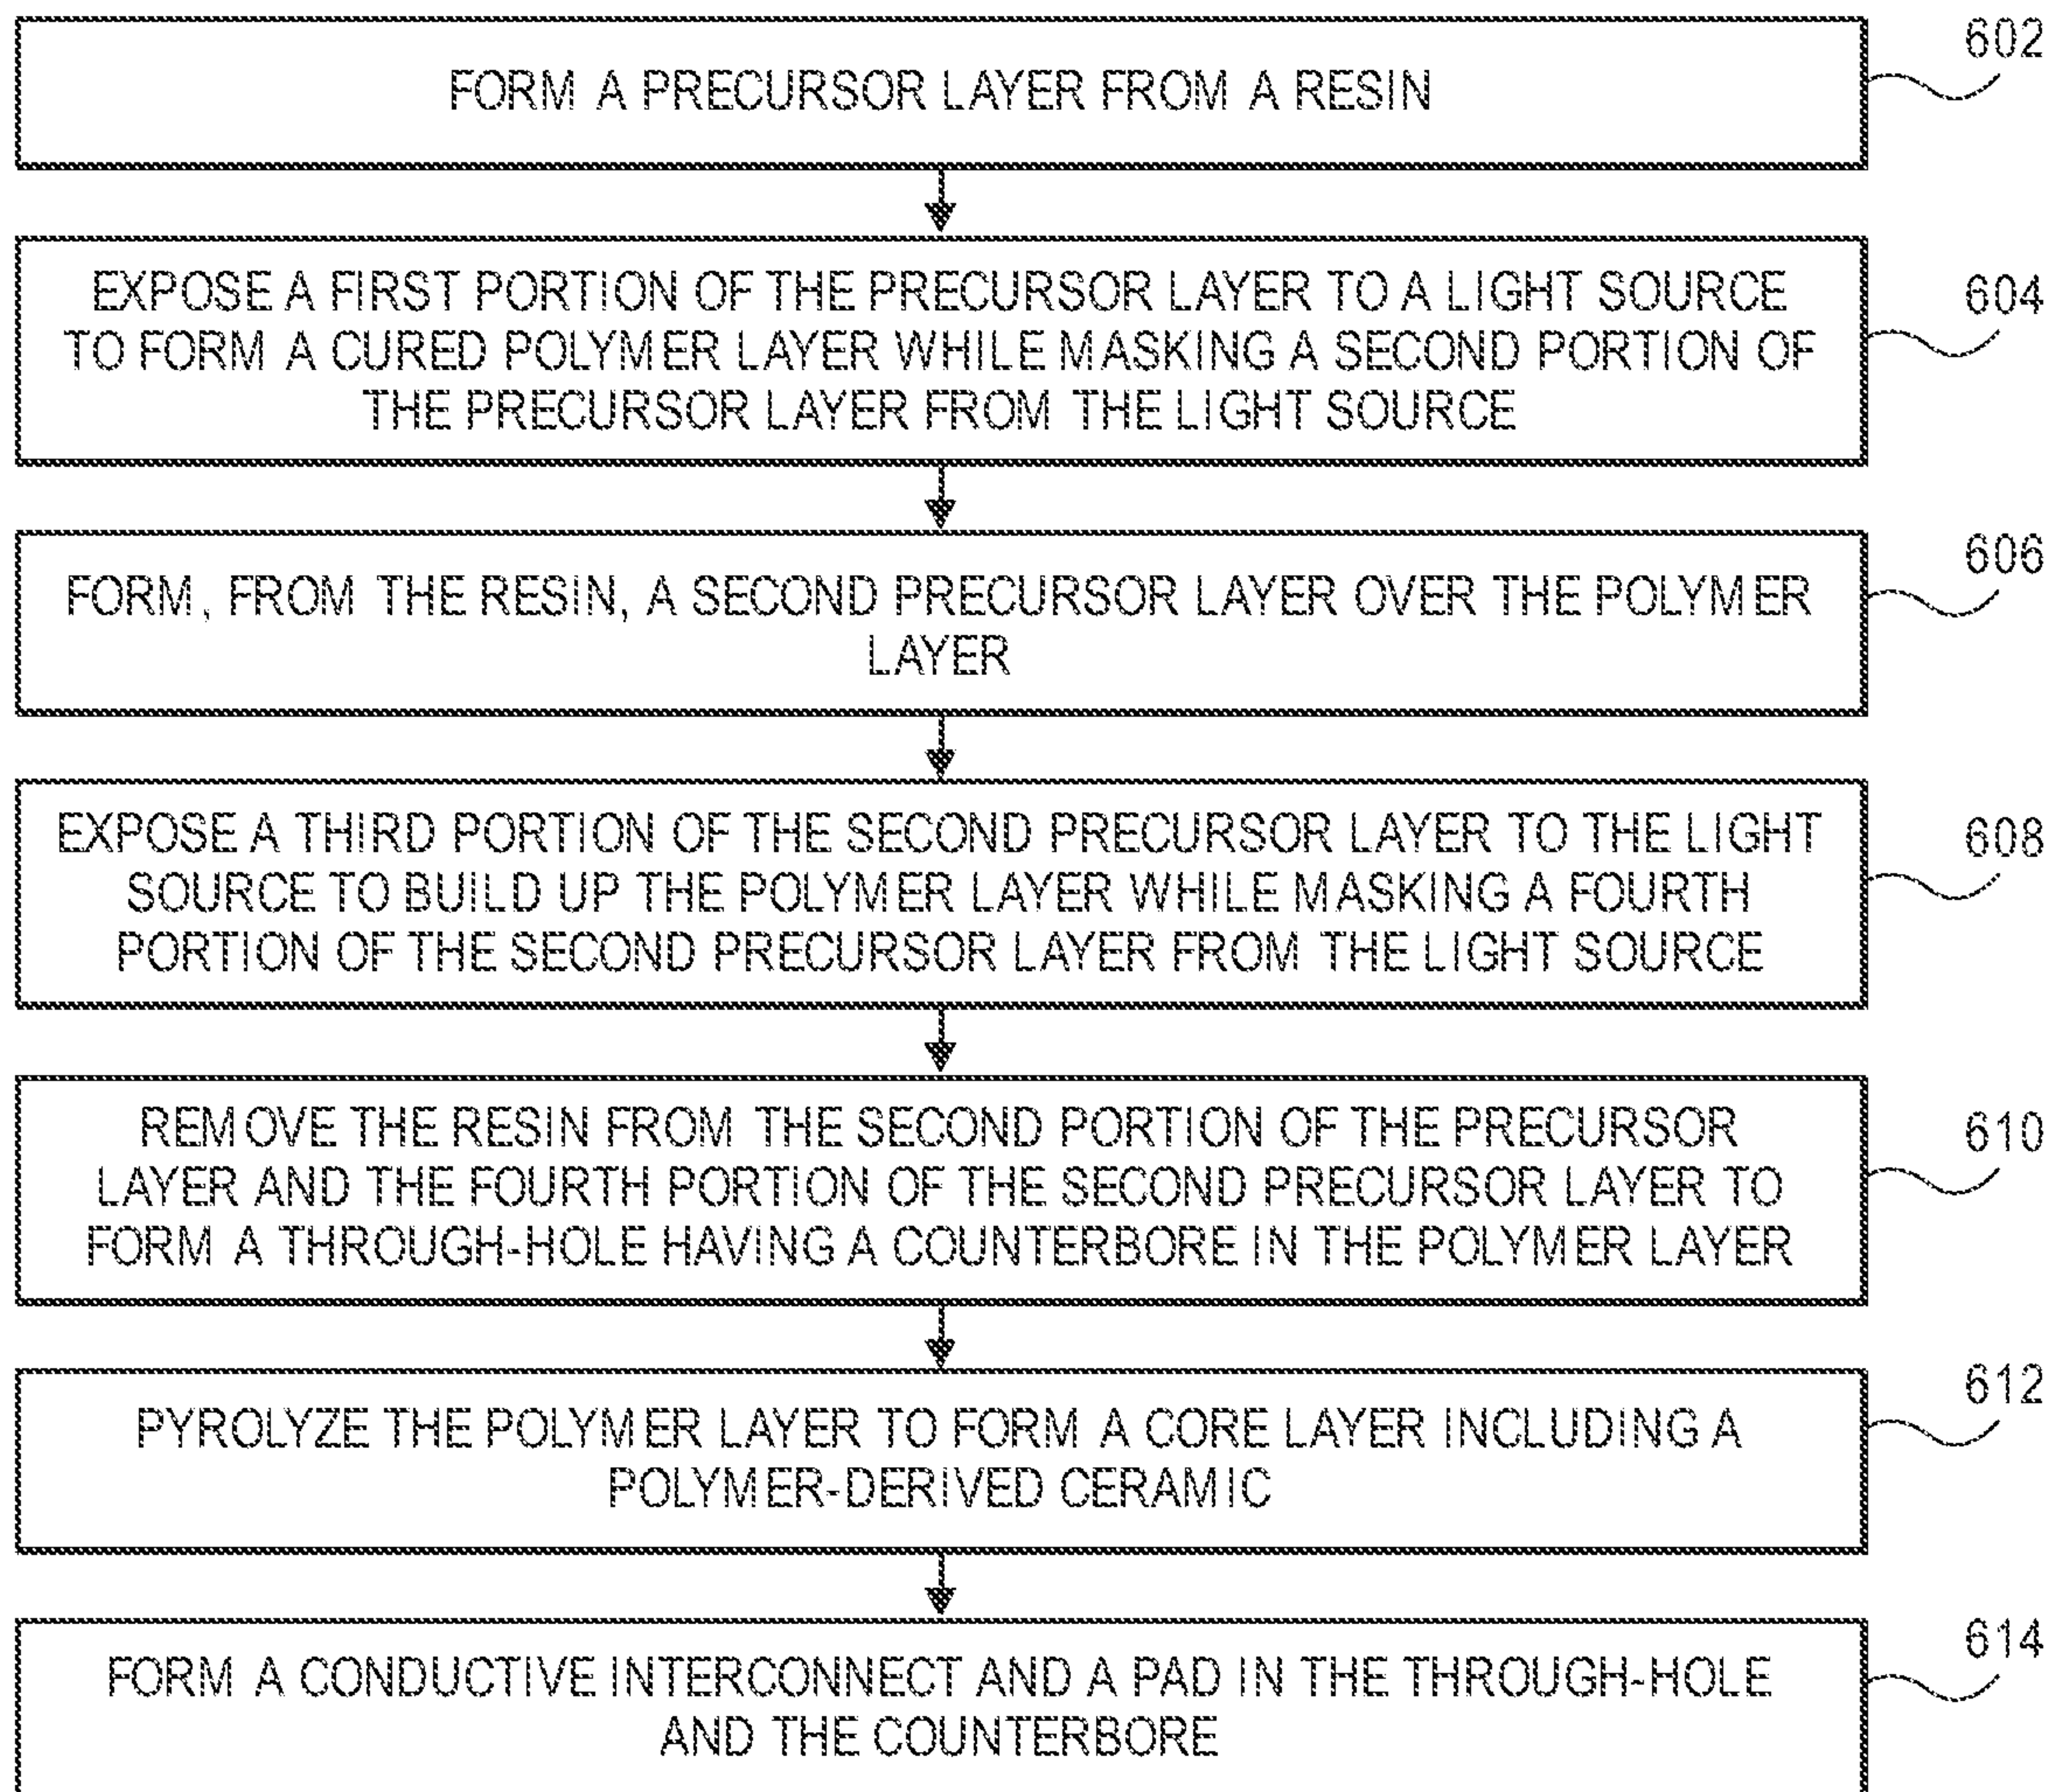 602
FORM A PRECURSOR LAYER FROM A RESIN
604
EXPOSE A FIRST PORTION OF THE PRECURSOR LAYER TO A LIGHT SOURCE
TO FORM A CURED POLYMER LAYER WHILE MASKING A SECOND PORTION OF
THE PRECURSOR LAYER FROM THE LIGHT SOURCE
606
FORM, FROM THE RESIN, A SECOND PRECURSOR LAYER OVER THE POLYMER
LAYER
608
EXPOSE A THIRD PORTION OF THE SECOND PRECURSOR LAYER TO THE LIGHT
SOURCE TO BUILD UP THE POLYMER LAYER WHILE MASKING A FOURTH
PORTION OF THE SECOND PRECURSOR LAYER FROM THE LIGHT SOURCE
610
REMOVE THE RESIN FROM THE SECOND PORTION OF THE PRECURSOR
LAYER AND THE FOURTH PORTION OF THE SECOND PRECURSOR LAYER TO
FORM A THROUGH-HOLE HAVING A COUNTERBORE IN THE POLYMER LAYER
612
PYROLYZE THE POLYMER LAYER TO FORM A CORE LAYER INCLUDING A
POLYMER-DERIVED CERAMIC
614
FORM A CONDUCTIVE INTERCONNECT AND A PAD IN THE THROUGH-HOLE
AND THE COUNTERBORE